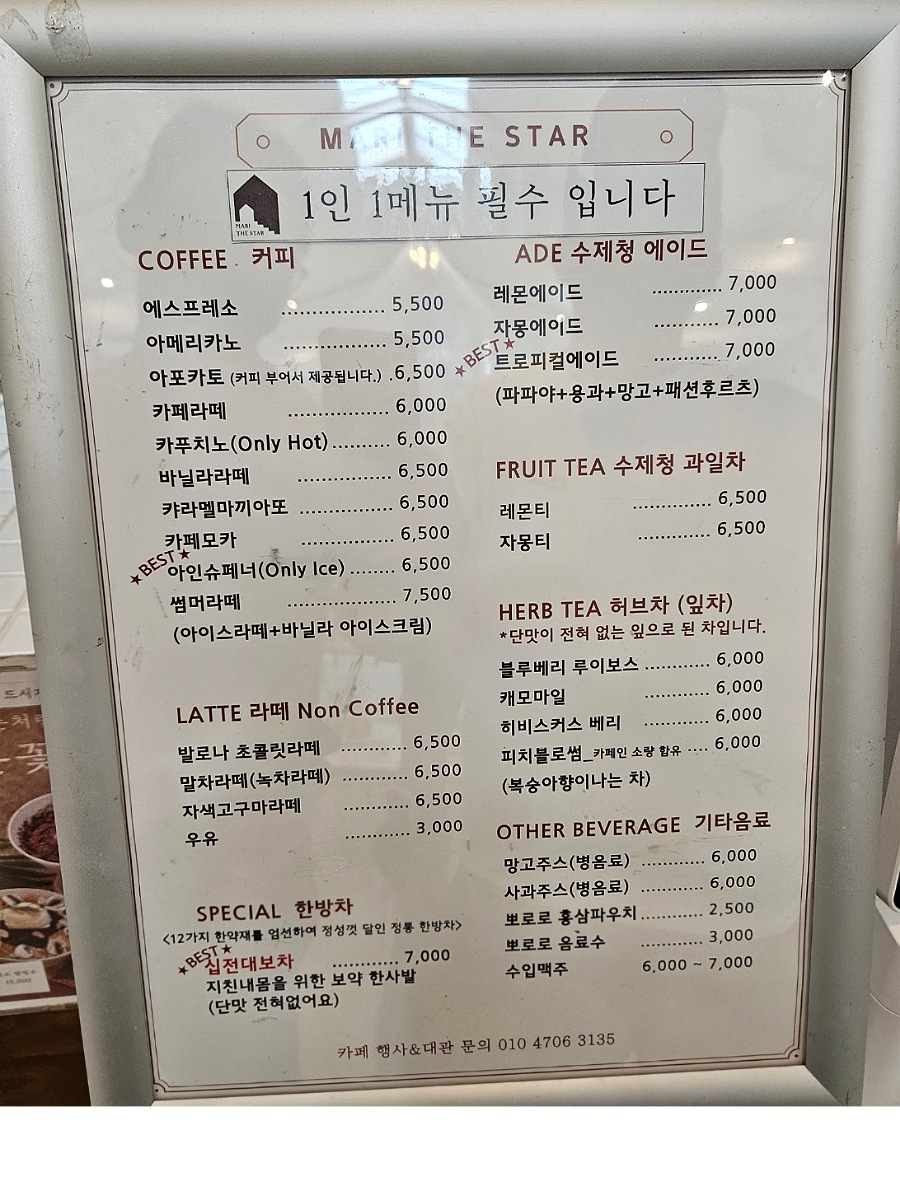 MARI THE STAR
MARI
THE STAR
1인 1메뉴 필수 입니다
COFFEE 커피
에스프레소 .................. 5,500
아메리카노 .................. 5,500
아포카토 (커피 부어서 제공됩니다.) .6,500
카페라떼 .................. 6,000
카푸치노(Only Hot).......... 6,000
바닐라라떼 ................ 6,500
캬라멜마끼아또 ................ 6,500
카페모카 ................ 6,500
★BEST★
아인슈페너(Only Ice) ........ 6,500
썸머라떼 ................... 7,500
(아이스라떼+바닐라 아이스크림)
LATTE 라떼 Non Coffee
발로나 초콜릿라떼 ........... 6,500
말차라떼(녹차라떼) ........... 6,500
자색고구마라떼 ........... 6,500
우유 ........... 3,000
SPECIAL 한방차
<12가지 한약재를 엄선하여 정성껏 달인 정통 한방차>
★BEST★
십전대보차 ............ 7,000
지친내몸을 위한 보약 한사발
(단맛 전혀없어요)
ADE 수제청 에이드
레몬에이드 ............ 7,000
자몽에이드 ............ 7,000
★BEST★
트로피컬에이드 ............ 7,000
(파파야+용과+망고+패션후르츠)
FRUIT TEA 수제청 과일차
레몬티 .............. 6,500
자몽티 ............. 6,500
HERB TEA 허브차 (잎차)
*단맛이 전혀 없는 잎으로 된 차입니다.
블루베리 루이보스 ........... 6,000
캐모마일 ........... 6,000
히비스커스 베리 ........... 6,000
피치블로썸_카페인 소량 함유 .... 6,000
(복숭아향이나는 차)
OTHER BEVERAGE 기타음료
망고주스(병음료) ........... 6,000
사과주스(병음료) ........... 6,000
뽀로로 홍삼파우치........... 2,500
뽀로로 음료수 ........... 3,000
수입맥주 6,000 ~ 7,000
카페 행사&대관 문의 010 4706 3135